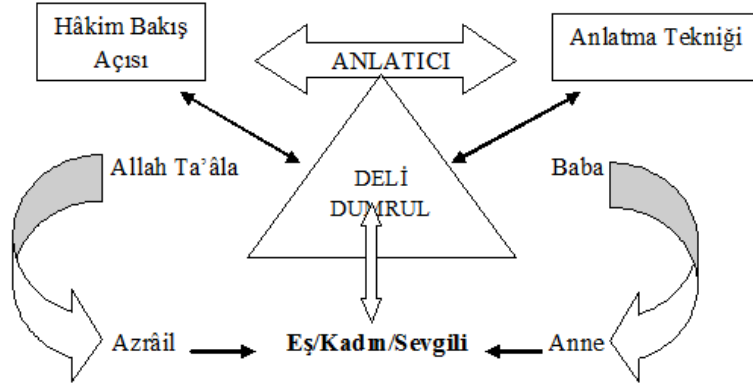 Hâkim Bakış
Açısı
ANLATICI
Anlatma Tekniği
Allah Ta’âla
DELİ
DUMRUL
Baba
Azrâil
Eş/Kadın/Sevgili
Anne